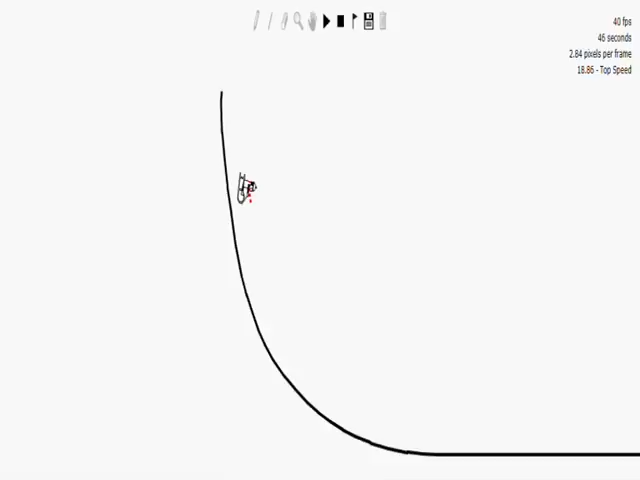 40 fps
46 seconds
2.84 pixels per frame
18.86 - Top Speed